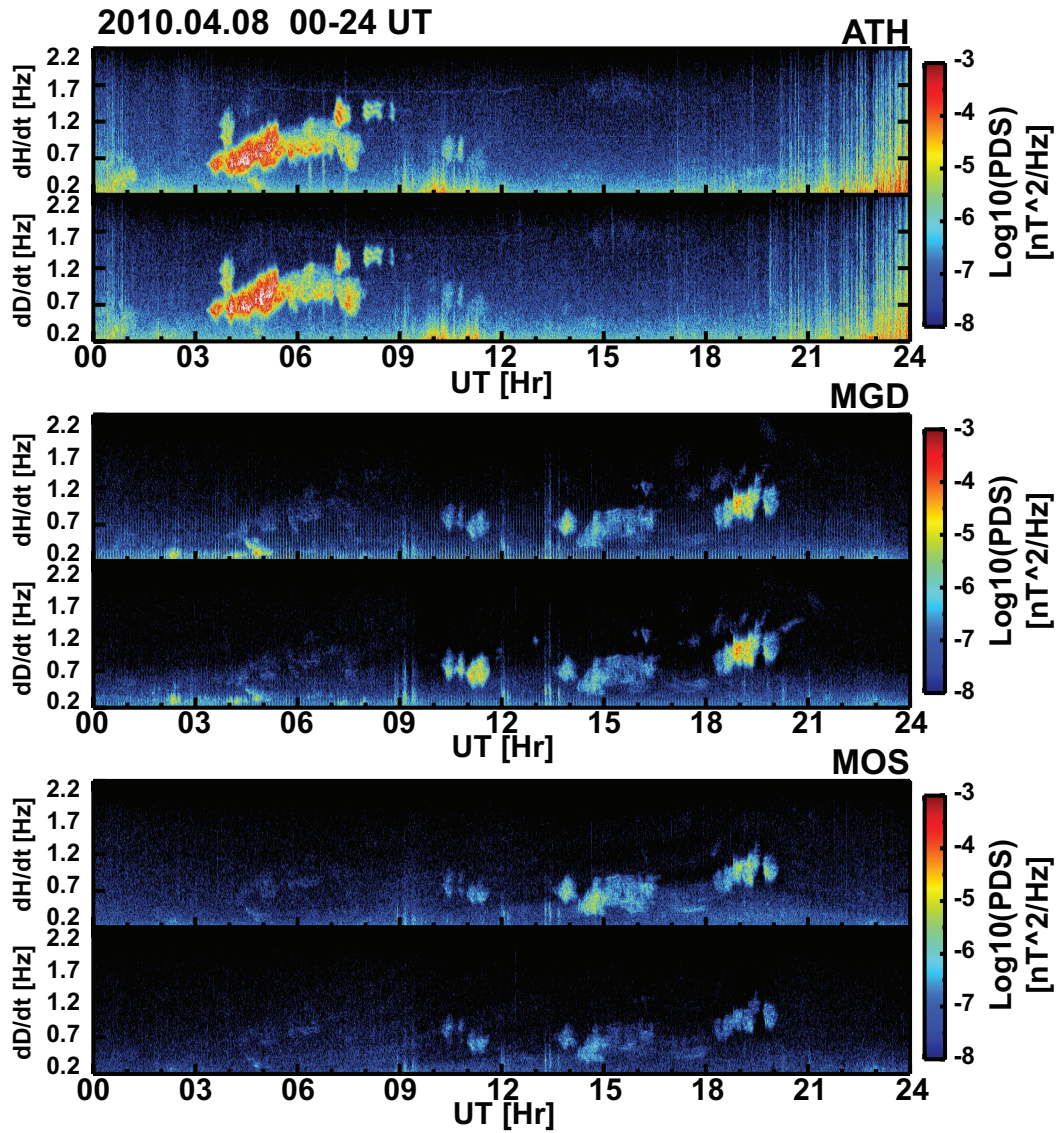 2010.04.08 00-24 UT
ATH
dH/dt [Hz]
2.2
1.7
1.2
0.7
0.2
dD/dt [Hz]
2.2
1.7
1.2
0.7
0.2
00 03 06 09 12 15 18 21 24
UT [Hr]
-3
-4
-5
-6
-7
-8
Log10(PDS)
[nT^2/Hz]
MGD
dH/dt [Hz]
2.2
1.7
1.2
0.7
0.2
dD/dt [Hz]
2.2
1.7
1.2
0.7
0.2
00 03 06 09 12 15 18 21 24
UT [Hr]
-3
-4
-5
-6
-7
-8
Log10(PDS)
[nT^2/Hz]
MOS
dH/dt [Hz]
2.2
1.7
1.2
0.7
0.2
dD/dt [Hz]
2.2
1.7
1.2
0.7
0.2
00 03 06 09 12 15 18 21 24
UT [Hr]
-3
-4
-5
-6
-7
-8
Log10(PDS)
[nT^2/Hz]